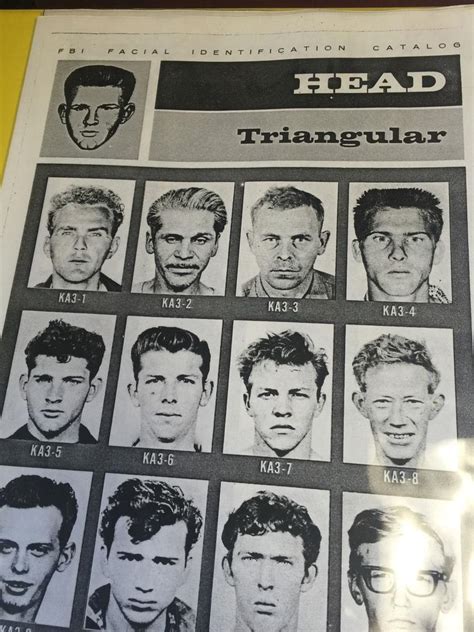 FBI FACIAL IDENTIFICATION CATALOG
HEAD
Triangular
KA3-1 KA3-2 KA3-3 KA3-4
KA3-5 KA3-6 KA3-7 KA3-8